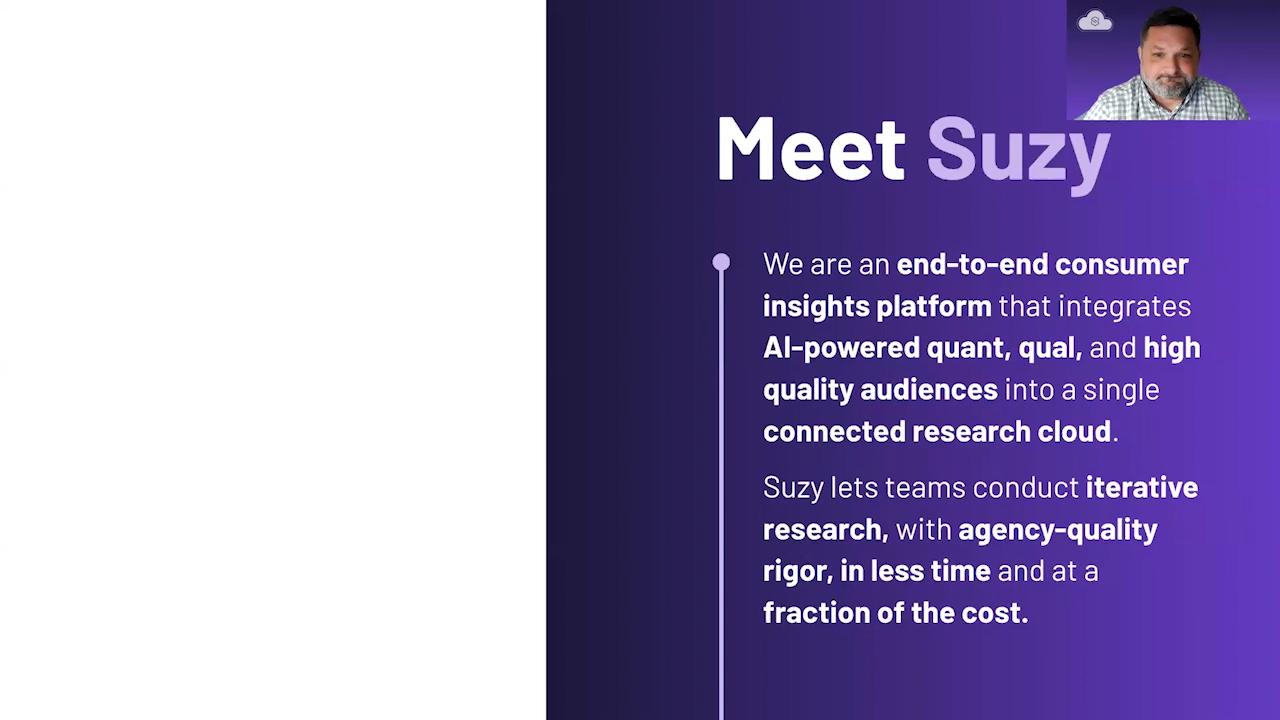 Meet Suzy
We are an end-to-end consumer
insights platform that integrates
AI-powered quant, qual, and high
quality audiences into a single
connected research cloud.
Suzy lets teams conduct iterative
research, with agency-quality
rigor, in less time and at a
fraction of the cost.